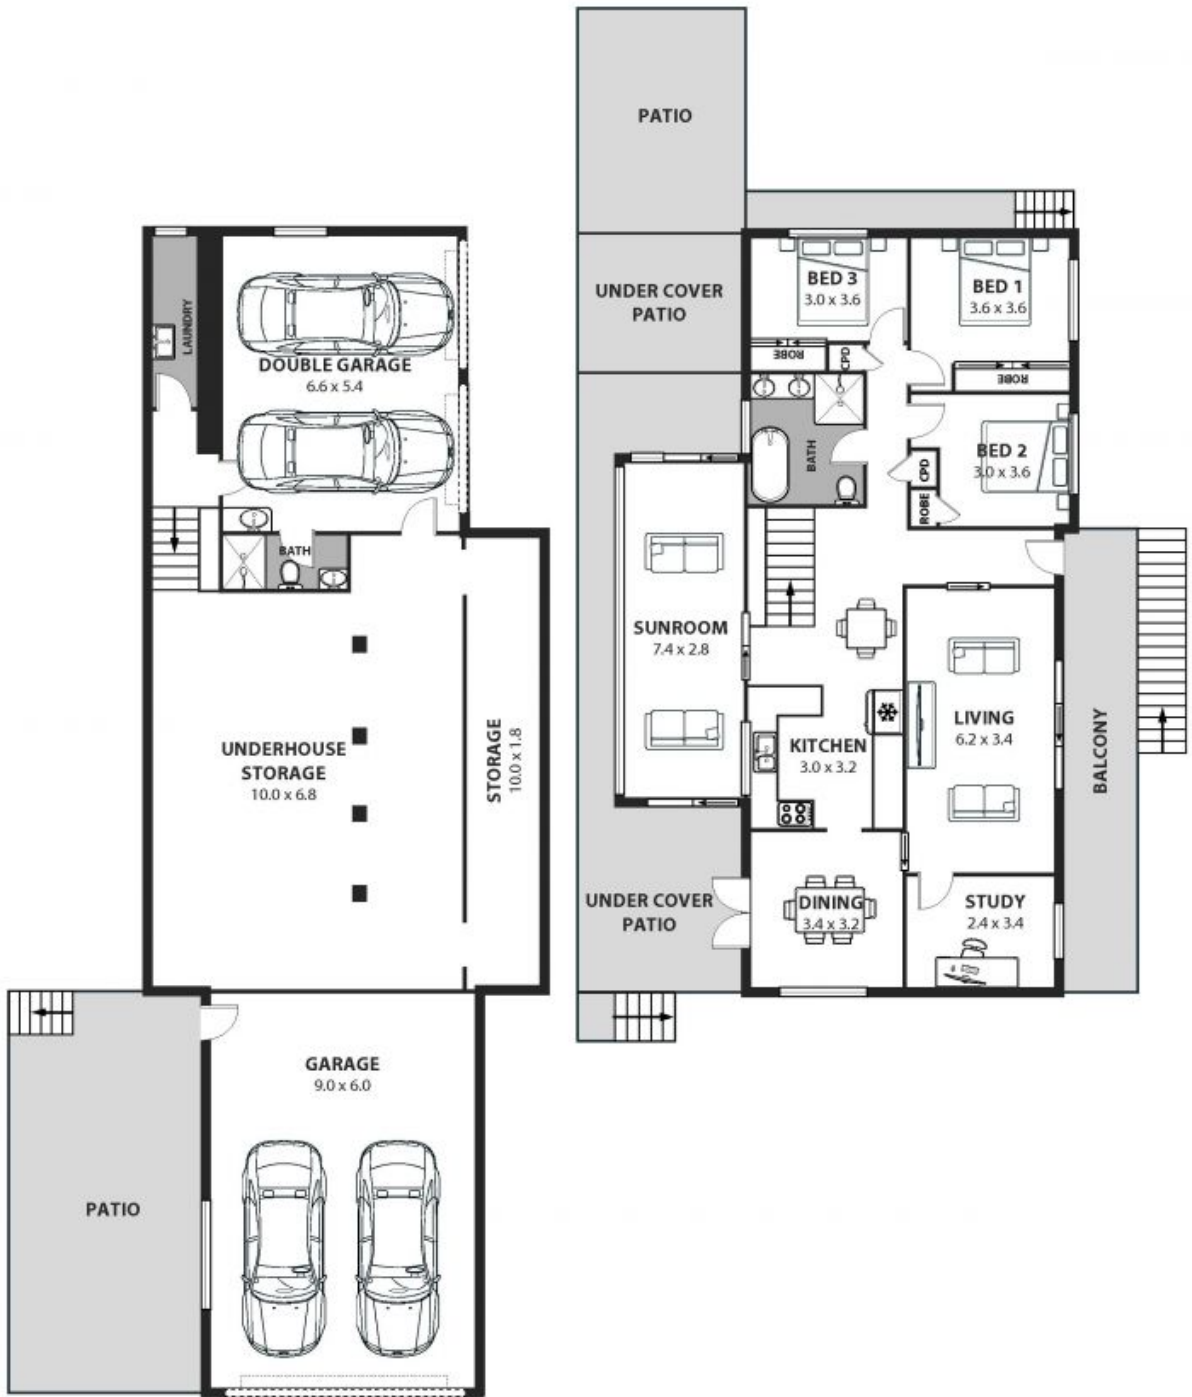 LAUNDRY
DOUBLE GARAGE
6.6 x 5.4
BATH
UNDERHOUSE
STORAGE
10.0 x 6.8
STORAGE
10.0 x 1.8
GARAGE
9.0 x 6.0
PATIO
PATIO
UNDER COVER
PATIO
BED 3
3.0 x 3.6
BED 1
3.6 x 3.6
ROBE
CPD
ROBE
BATH
BED 2
3.0 x 3.6
CPD
ROBE
SUNROOM
7.4 x 2.8
KITCHEN
3.0 x 3.2
LIVING
6.2 x 3.4
BALCONY
UNDER COVER
PATIO
DINING
3.4 x 3.2
STUDY
2.4 x 3.4